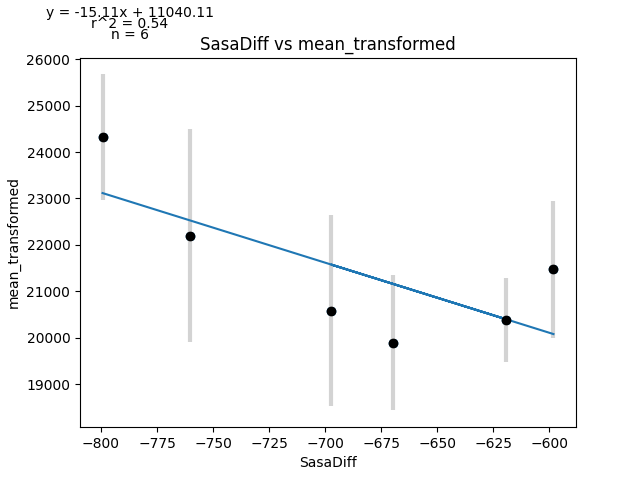 y = -15.11x + 11040.11
r^2 = 0.54
n = 6
SasaDiff vs mean_transformed
26000
25000
24000
23000
22000
21000
20000
19000
mean_transformed
−800 −775 −750 −725 −700 −675 −650 −625 −600
SasaDiff